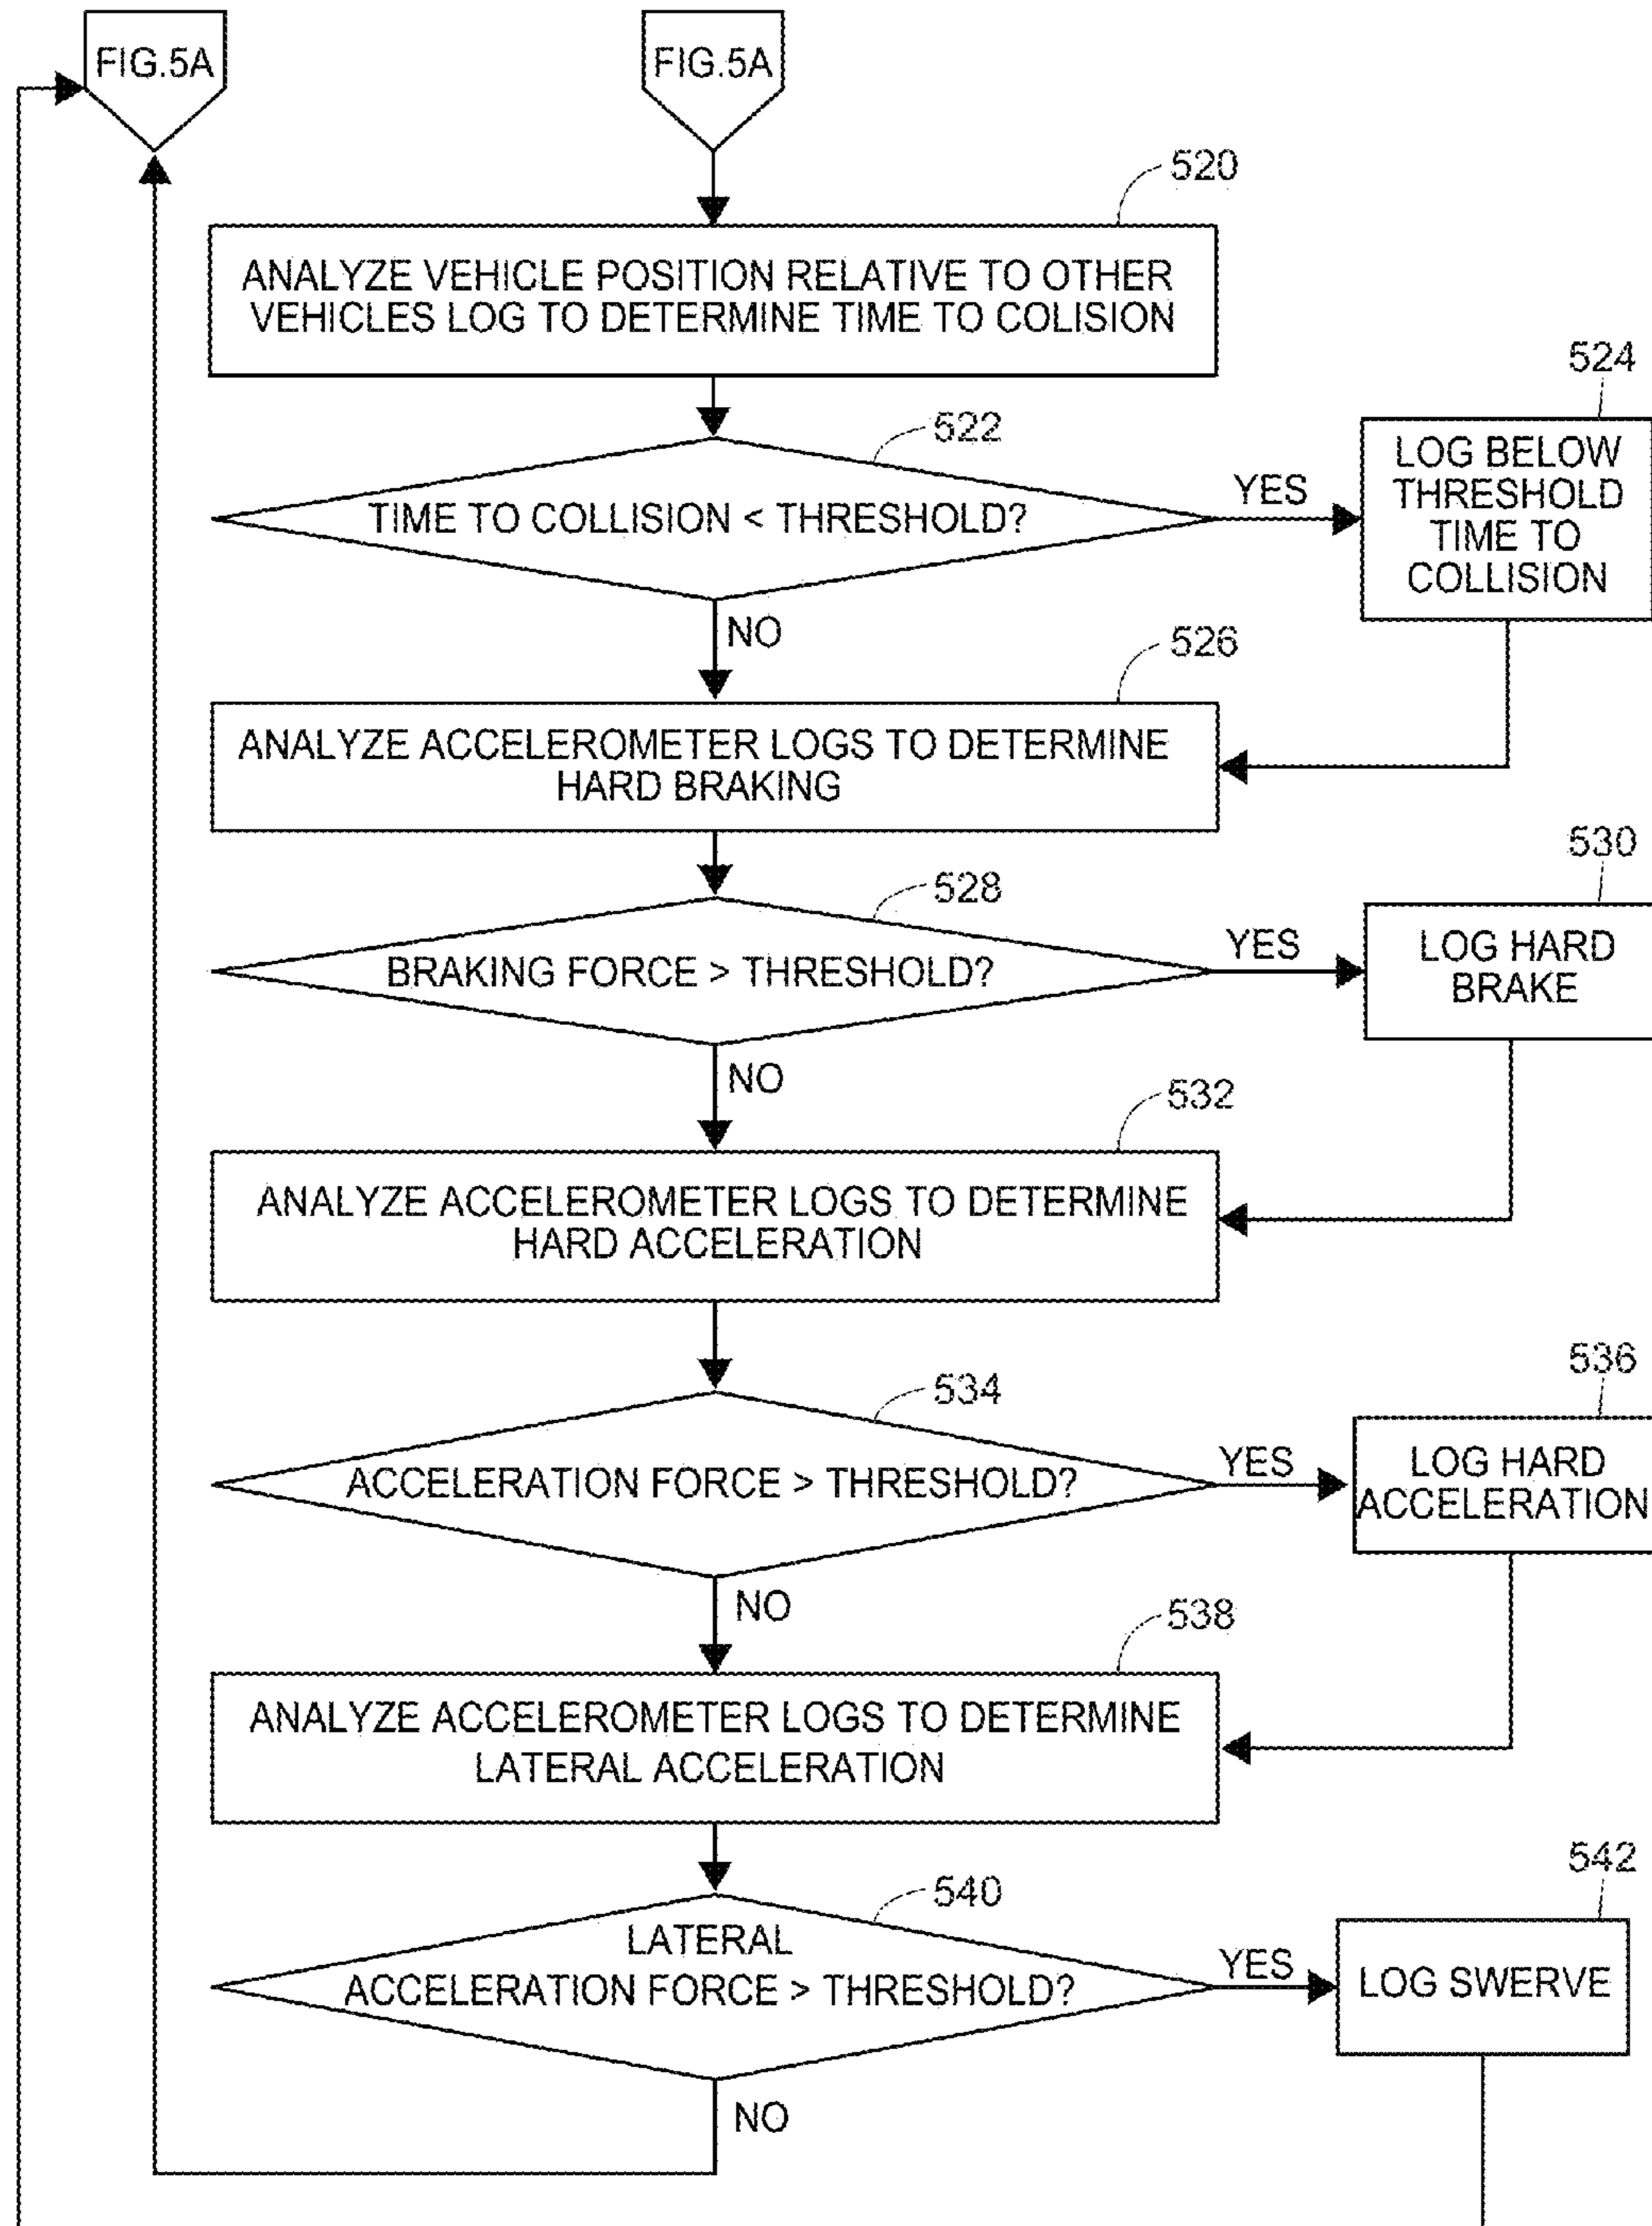 FIG.5A
FIG.5A
520
ANALYZE VEHICLE POSITION RELATIVE TO OTHER
VEHICLES LOG TO DETERMINE TIME TO COLISION
522
TIME TO COLLISION < THRESHOLD?
YES
524
LOG BELOW
THRESHOLD
TIME TO
COLLISION
NO
526
ANALYZE ACCELEROMETER LOGS TO DETERMINE
HARD BRAKING
528
BRAKING FORCE > THRESHOLD?
YES
530
LOG HARD
BRAKE
NO
532
ANALYZE ACCELEROMETER LOGS TO DETERMINE
HARD ACCELERATION
534
ACCELERATION FORCE > THRESHOLD?
YES
536
LOG HARD
ACCELERATION
NO
538
ANALYZE ACCELEROMETER LOGS TO DETERMINE
LATERAL ACCELERATION
540
LATERAL
ACCELERATION FORCE > THRESHOLD?
YES
542
LOG SWERVE
NO